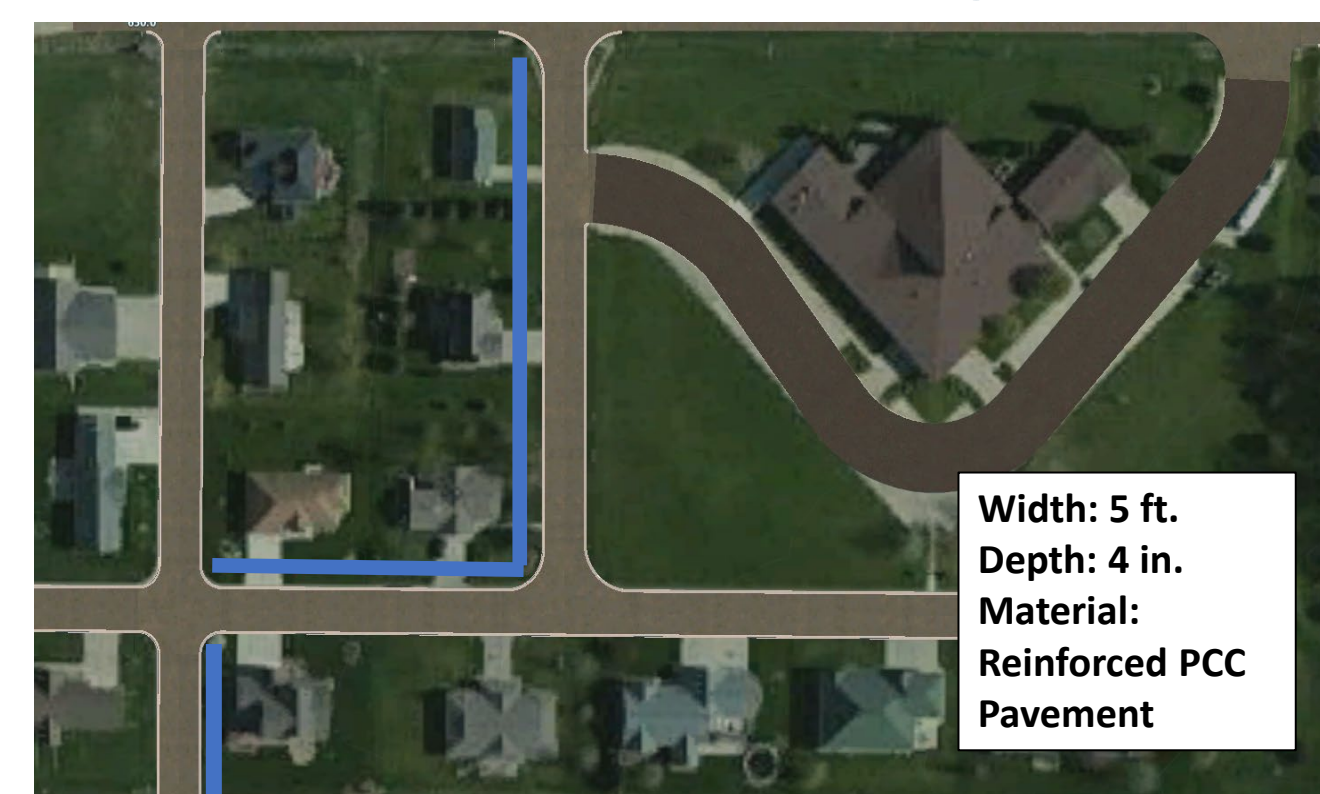 Width: 5 ft.
Depth: 4 in.
Material:
Reinforced PCC
Pavement